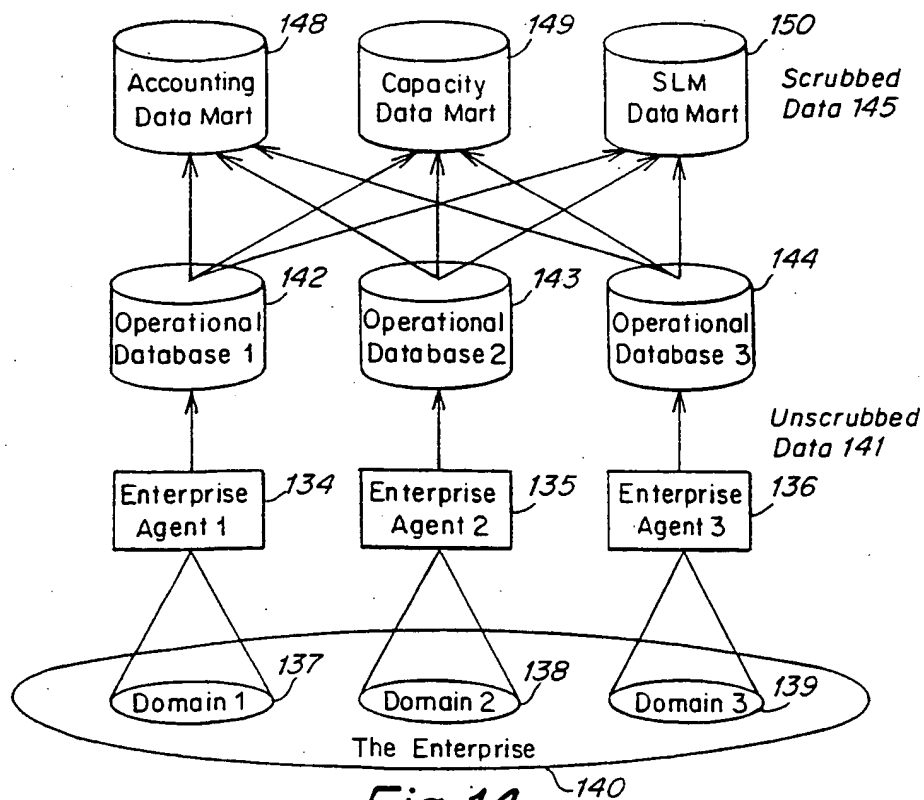 148
149
150
Accounting
Data Mart
Capacity
Data Mart
SLM
Data Mart
Scrubbed
Data 145
142
143
144
Operational
Database 1
Operational
Database 2
Operational
Database 3
Unscrubbed
Data 141
Enterprise
Agent 1
134
Enterprise
Agent 2
135
Enterprise
Agent 3
136
137
138
139
Domain 1
Domain 2
Domain 3
The Enterprise
140